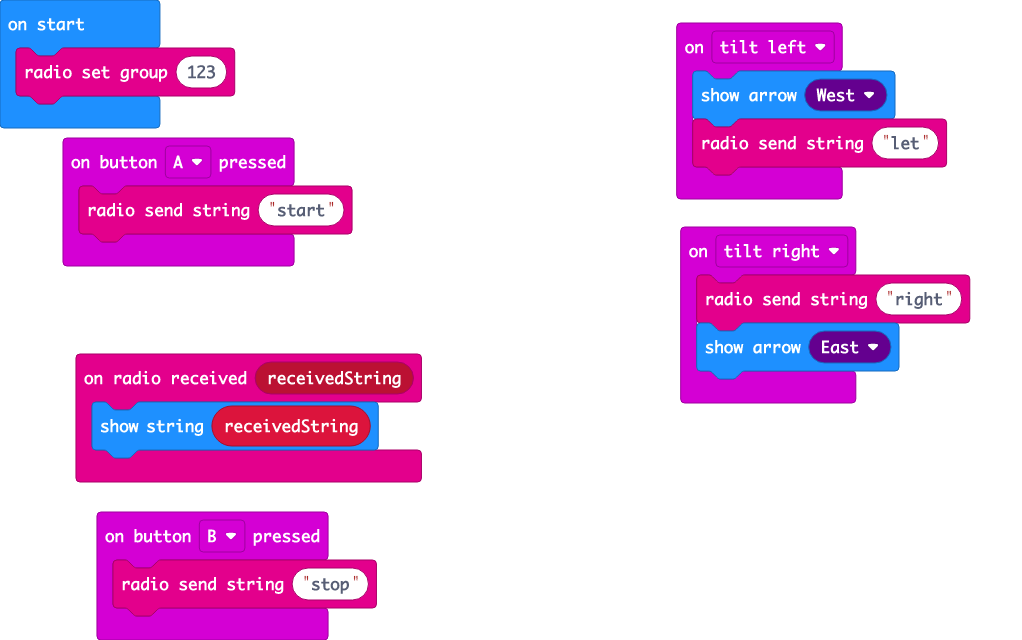 on start
radio set group 123
on button A pressed
radio send string "start"
on radio received receivedString
show string receivedString
on button B pressed
radio send string "stop"
on tilt left
show arrow West
radio send string "let"
on tilt right
radio send string "right"
show arrow East